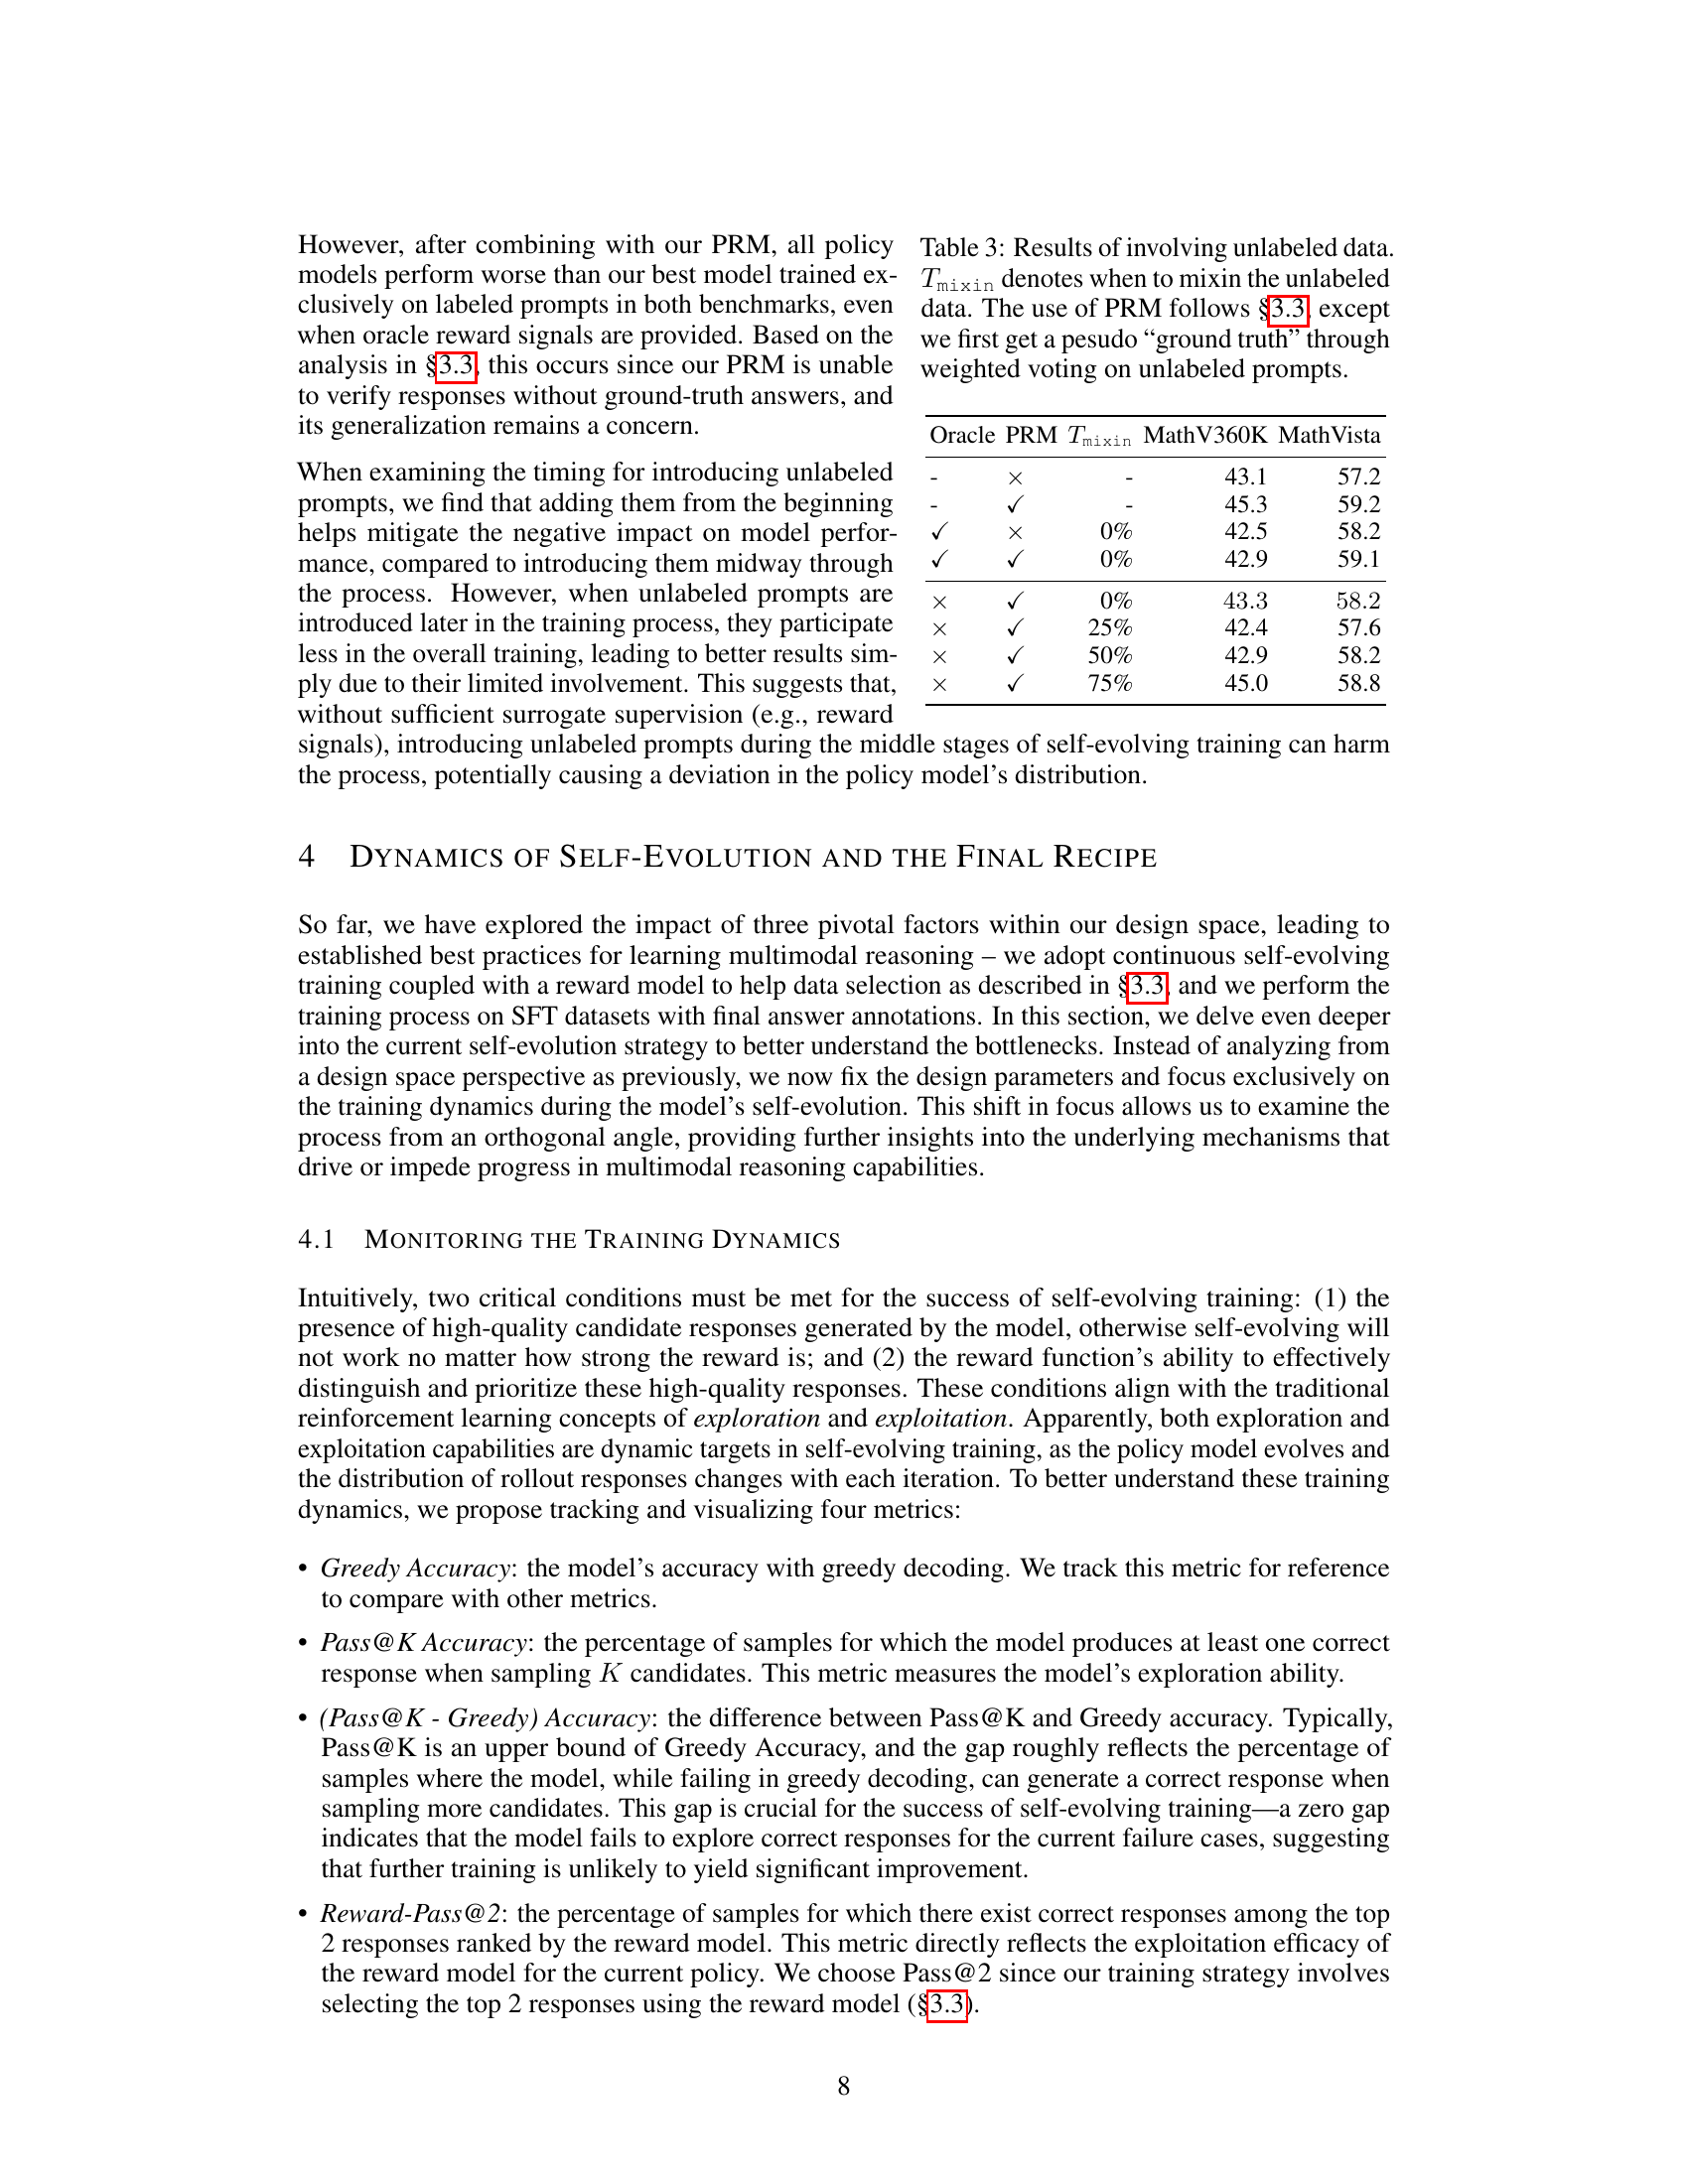 However, after combining with our PRM, all policy
models perform worse than our best model trained ex-
clusively on labeled prompts in both benchmarks, even
when oracle reward signals are provided. Based on the
analysis in §3.3, this occurs since our PRM is unable
to verify responses without ground-truth answers, and
its generalization remains a concern.
When examining the timing for introducing unlabeled
prompts, we find that adding them from the beginning
helps mitigate the negative impact on model perfor-
mance, compared to introducing them midway through
the process. However, when unlabeled prompts are
introduced later in the training process, they participate
less in the overall training, leading to better results sim-
ply due to their limited involvement. This suggests that,
without sufficient surrogate supervision (e.g., reward
signals), introducing unlabeled prompts during the middle stages of self-evolving training can harm
the process, potentially causing a deviation in the policy model's distribution.
Table 3: Results of involving unlabeled data.
T_mixin denotes when to mixin the unlabeled
data. The use of PRM follows §3.3, except
we first get a pesudo “ground truth” through
weighted voting on unlabeled prompts.
Oracle PRM T_mixin MathV360K MathVista
- × - 43.1 57.2
- ✓ - 45.3 59.2
✓ × 0% 42.5 58.2
✓ ✓ 0% 42.9 59.1
× ✓ 0% 43.3 58.2
× ✓ 25% 42.4 57.6
× ✓ 50% 42.9 58.2
× ✓ 75% 45.0 58.8
4 DYNAMICS OF SELF-EVOLUTION AND THE FINAL RECIPE
So far, we have explored the impact of three pivotal factors within our design space, leading to
established best practices for learning multimodal reasoning – we adopt continuous self-evolving
training coupled with a reward model to help data selection as described in §3.3, and we perform the
training process on SFT datasets with final answer annotations. In this section, we delve even deeper
into the current self-evolution strategy to better understand the bottlenecks. Instead of analyzing from
a design space perspective as previously, we now fix the design parameters and focus exclusively on
the training dynamics during the model's self-evolution. This shift in focus allows us to examine the
process from an orthogonal angle, providing further insights into the underlying mechanisms that
drive or impede progress in multimodal reasoning capabilities.
4.1 MONITORING THE TRAINING DYNAMICS
Intuitively, two critical conditions must be met for the success of self-evolving training: (1) the
presence of high-quality candidate responses generated by the model, otherwise self-evolving will
not work no matter how strong the reward is; and (2) the reward function's ability to effectively
distinguish and prioritize these high-quality responses. These conditions align with the traditional
reinforcement learning concepts of exploration and exploitation. Apparently, both exploration and
exploitation capabilities are dynamic targets in self-evolving training, as the policy model evolves and
the distribution of rollout responses changes with each iteration. To better understand these training
dynamics, we propose tracking and visualizing four metrics:
• Greedy Accuracy: the model's accuracy with greedy decoding. We track this metric for reference
to compare with other metrics.
• Pass@K Accuracy: the percentage of samples for which the model produces at least one correct
response when sampling K candidates. This metric measures the model's exploration ability.
• (Pass@K - Greedy) Accuracy: the difference between Pass@K and Greedy accuracy. Typically,
Pass@K is an upper bound of Greedy Accuracy, and the gap roughly reflects the percentage of
samples where the model, while failing in greedy decoding, can generate a correct response when
sampling more candidates. This gap is crucial for the success of self-evolving training—a zero gap
indicates that the model fails to explore correct responses for the current failure cases, suggesting
that further training is unlikely to yield significant improvement.
• Reward-Pass@2: the percentage of samples for which there exist correct responses among the top
2 responses ranked by the reward model. This metric directly reflects the exploitation efficacy of
the reward model for the current policy. We choose Pass@2 since our training strategy involves
selecting the top 2 responses using the reward model (§3.3).
8